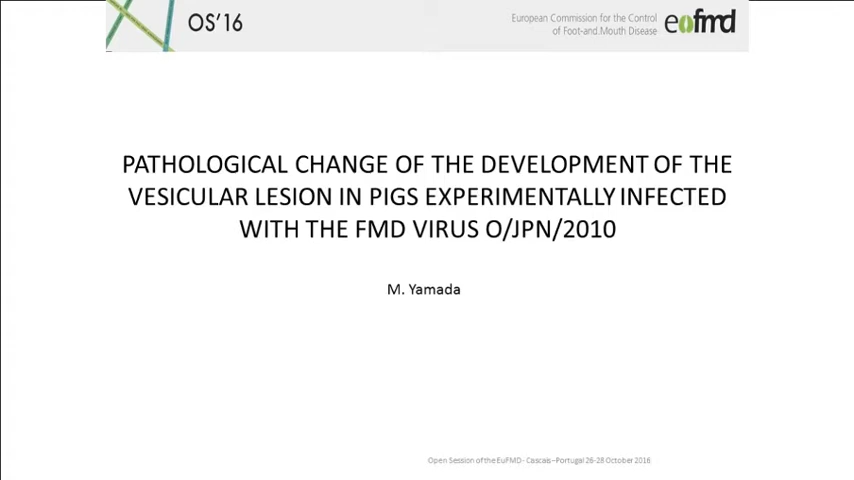 OS'16
European Commission for the Control
of Foot-and-Mouth Disease
eofmd
PATHOLOGICAL CHANGE OF THE DEVELOPMENT OF THE
VESICULAR LESION IN PIGS EXPERIMENTALLY INFECTED
WITH THE FMD VIRUS O/JPN/2010
M. Yamada
Open Session of the EuFMD - Cascais –Portugal 26-28 October 2016